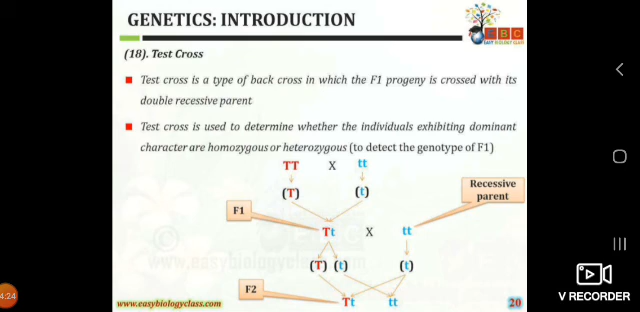 GENETICS: INTRODUCTION
EBC
EASY BIOLOGY CLASS
(18). Test Cross
Test cross is a type of back cross in which the F1 progeny is crossed with its
double recessive parent
Test cross is used to determine whether the individuals exhibiting dominant
character are homozygous or heterozygous (to detect the genotype of F1)
TT X tt
(T) (t)
Recessive
parent
F1
Tt X tt
www.easybiologyclass.com
(T) (t) (t)
F2
Tt tt
www.easybiologyclass.com
20
4:24
V RECORDER